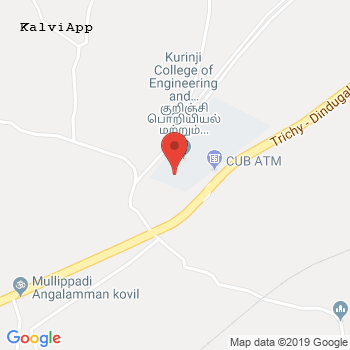 KalviApp
Kurinji
College of
Engineering
and...
குறிஞ்சி
பொறியியல்
மற்றும்...
CUB ATM
Trichy - Dindugal
Mullippadi
Angalamman kovil
Google
Map data ©2019 Google